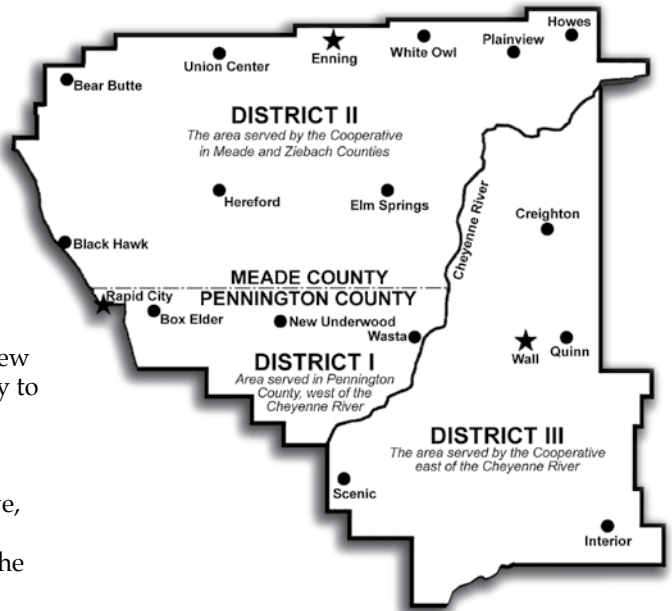 Howes
Plainview
White Owl
Enning
Union Center
Bear Butte
DISTRICT II
The area served by the Cooperative
in Meade and Ziebach Counties
Hereford
Elm Springs
Cheyenne River
Creighton
Black Hawk
MEADE COUNTY
Rapid City
PENNINGTON COUNTY
Box Elder
New Underwood
Wasta
Wall
Quinn
DISTRICT I
Area served in Pennington
County, west of the
Cheyenne River
DISTRICT III
The area served by the Cooperative
east of the Cheyenne River
Scenic
Interior
ew
y to
e,
he